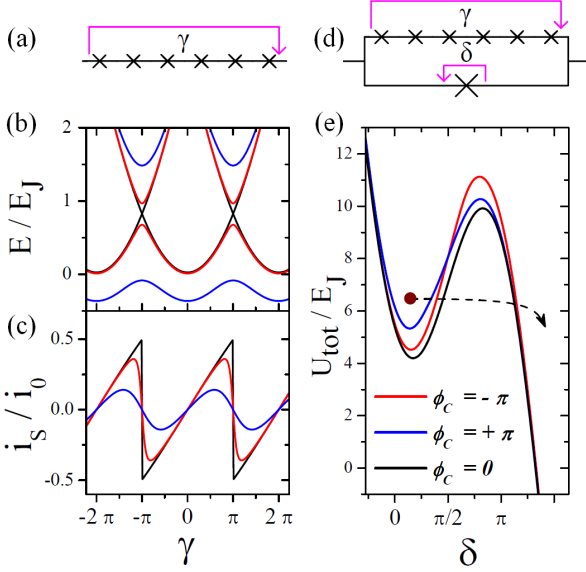 (a)
γ
(b)
2
1
0
E / E_J
(c)
0.5
0.0
-0.5
i_S / i_0
-2 π
-π
0
π
2 π
γ
(d)
γ
δ
(e)
12
10
8
6
4
2
0
U_tot / E_J
ϕ_C = - π
ϕ_C = + π
ϕ_C = 0
0
π/2
π
δ